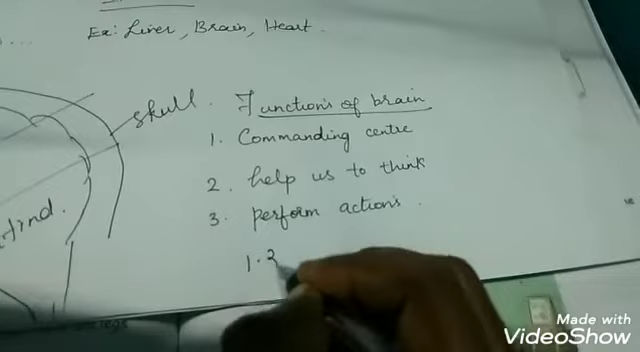 Ex: Liver, Brain, Heart.
skull. Functions of brain
1. Commanding centre
2. help us to think
3. perform actions.
1.3
Made with
VideoShow